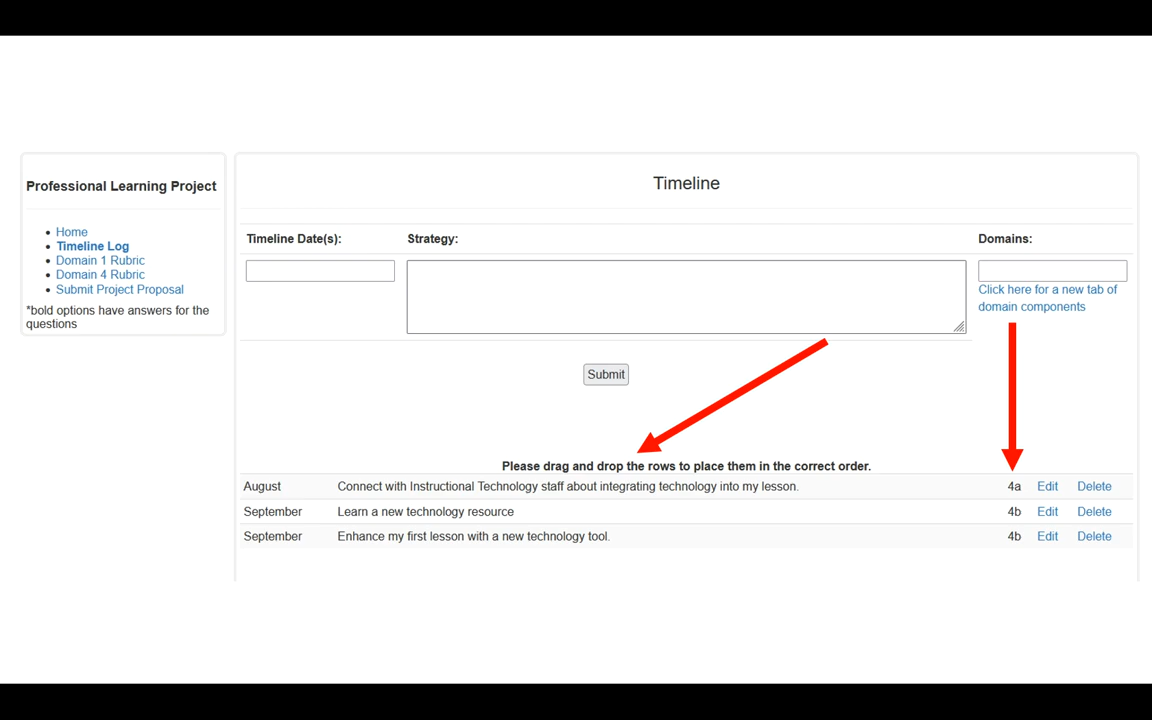 Professional Learning Project
Home
Timeline Log
Domain 1 Rubric
Domain 4 Rubric
Submit Project Proposal
*bold options have answers for the
questions
Timeline
Timeline Date(s):
Strategy:
Domains:
Click here for a new tab of
domain components
Submit
Please drag and drop the rows to place them in the correct order.
August Connect with Instructional Technology staff about integrating technology into my lesson. 4a Edit Delete
September Learn a new technology resource 4b Edit Delete
September Enhance my first lesson with a new technology tool. 4b Edit Delete